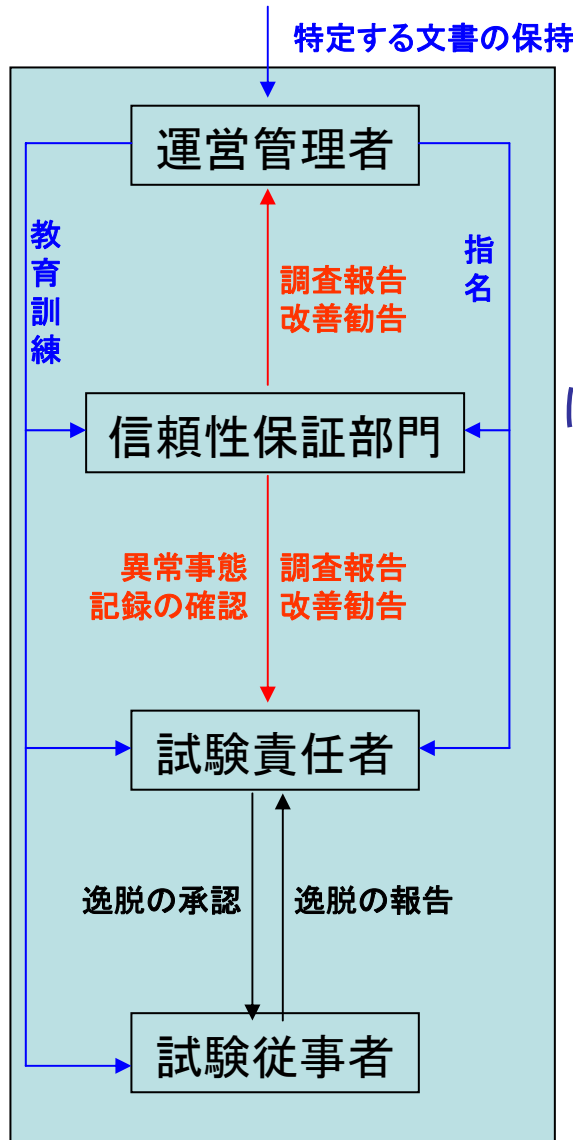 特定する文書の保持
運営管理者
教育訓練
指名
調査報告
改善勧告
信頼性保証部門
異常事態
記録の確認
調査報告
改善勧告
試験責任者
逸脱の承認
逸脱の報告
試験従事者